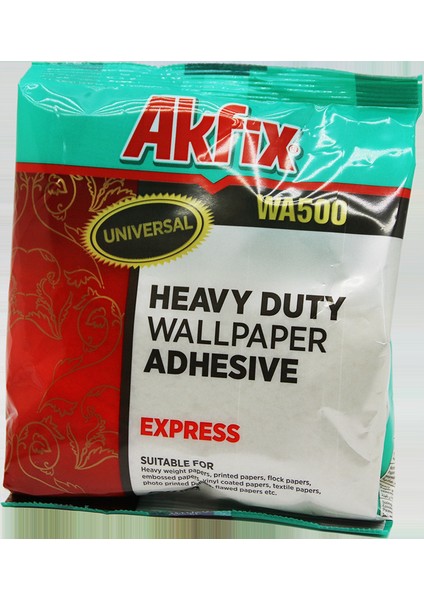 Akfix
WA500
UNIVERSAL
HEAVY DUTY
WALLPAPER
ADHESIVE
EXPRESS
SUITABLE FOR
Heavy weight papers, printed papers, flock papers,
embossed papers, vinyl coated papers, textile papers,
photo printed flawed papers etc.